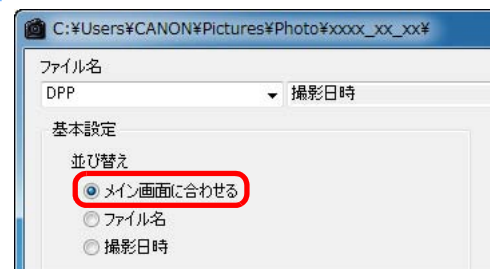 C:¥Users¥CANON¥Pictures¥Photo¥xxxx_xx_xx¥
ファイル名
DPP 撮影日時
基本設定
並び替え
メイン画面に合わせる
ファイル名
撮影日時